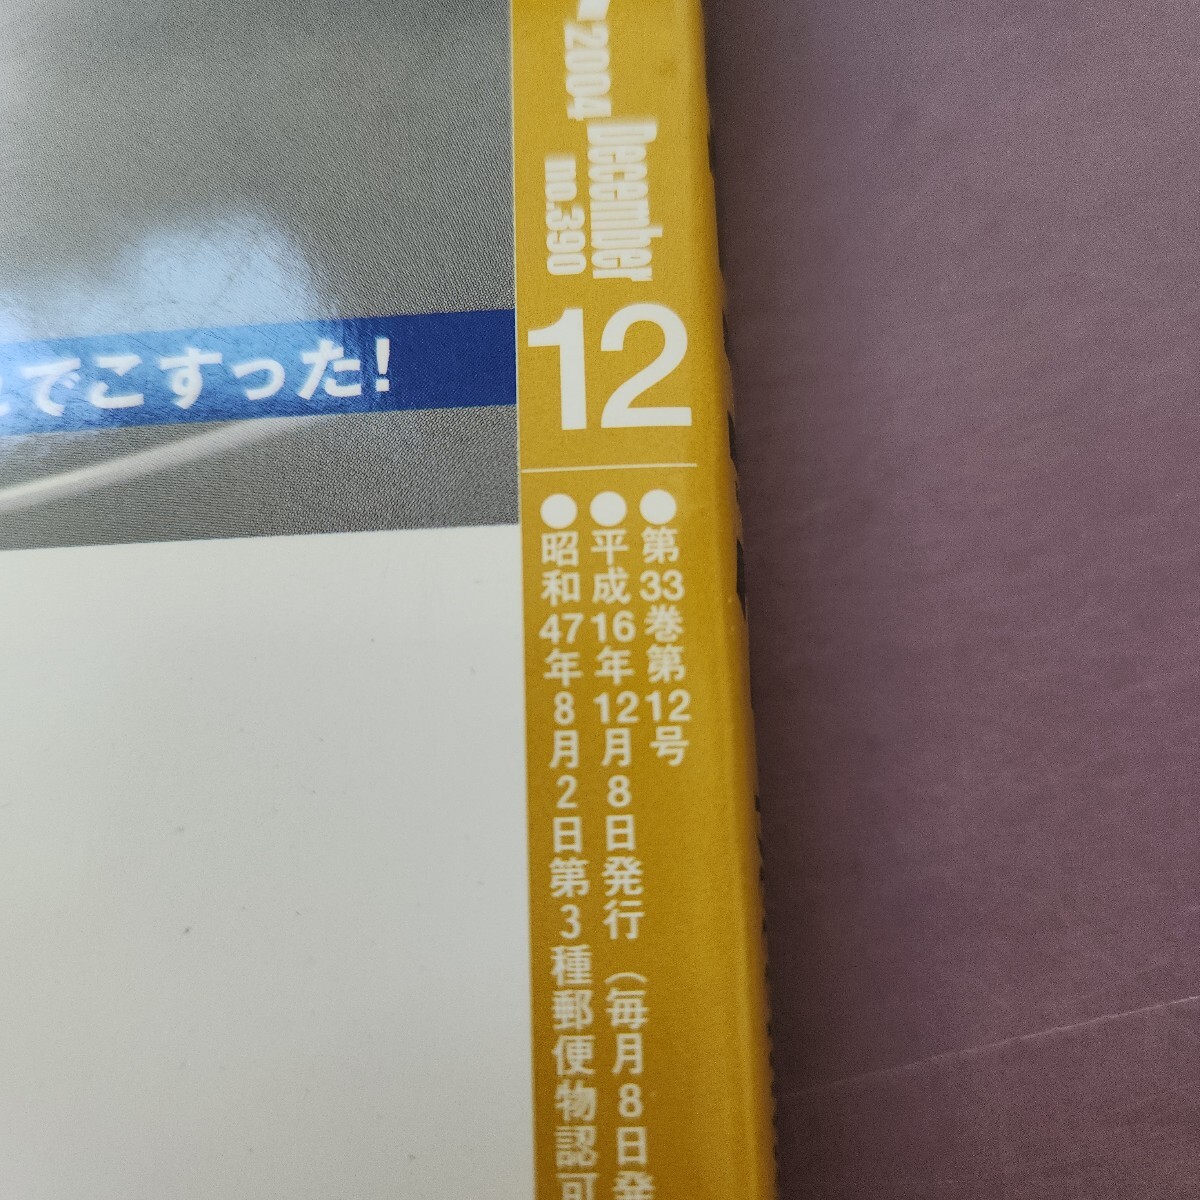 2004
December
no.390
12
でこすった!
●第33巻第12号
●平成16年12月8日発行(毎月8日発
●昭和47年8月2日第3種郵便物認可